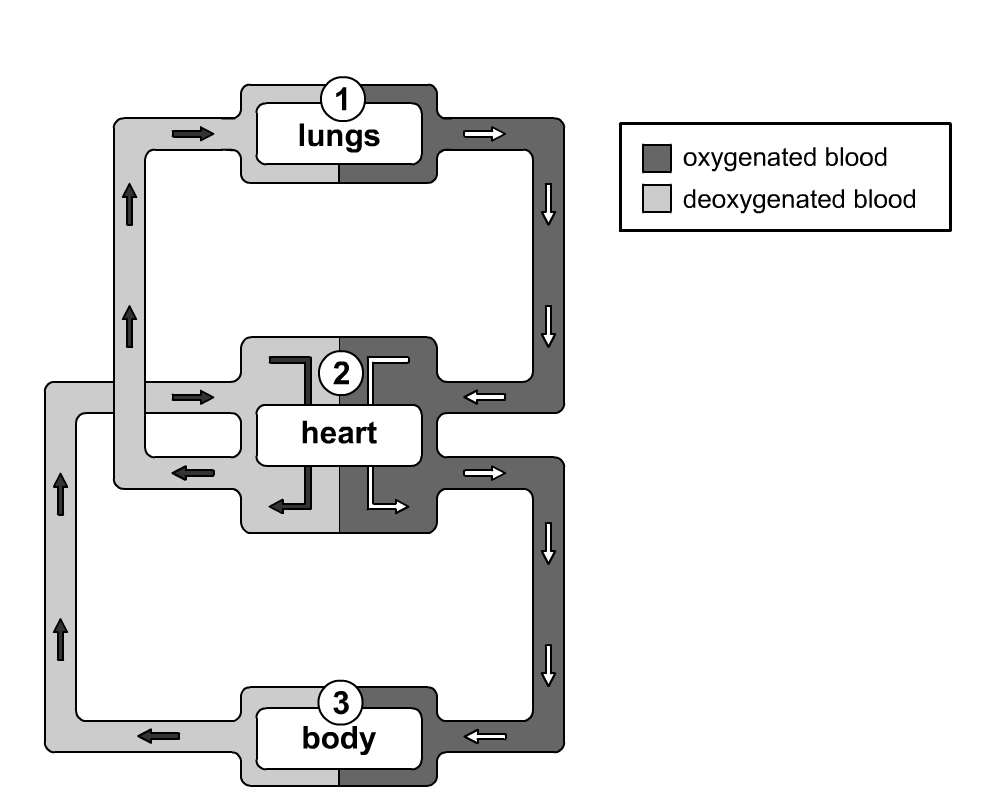 1
lungs
oxygenated blood
deoxygenated blood
2
heart
3
body